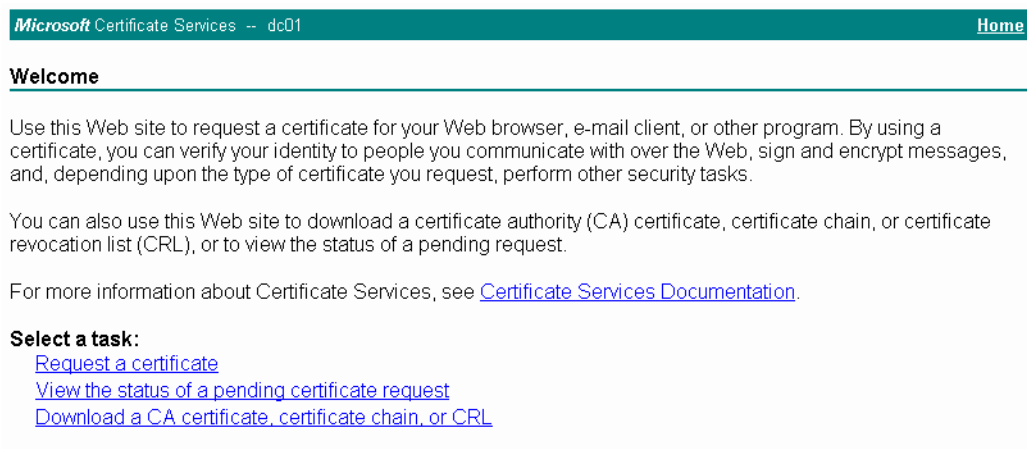 Microsoft Certificate Services -- dc01 Home
Welcome
Use this Web site to request a certificate for your Web browser, e-mail client, or other program. By using a
certificate, you can verify your identity to people you communicate with over the Web, sign and encrypt messages,
and, depending upon the type of certificate you request, perform other security tasks.
You can also use this Web site to download a certificate authority (CA) certificate, certificate chain, or certificate
revocation list (CRL), or to view the status of a pending request.
For more information about Certificate Services, see Certificate Services Documentation.
Select a task:
Request a certificate
View the status of a pending certificate request
Download a CA certificate, certificate chain, or CRL